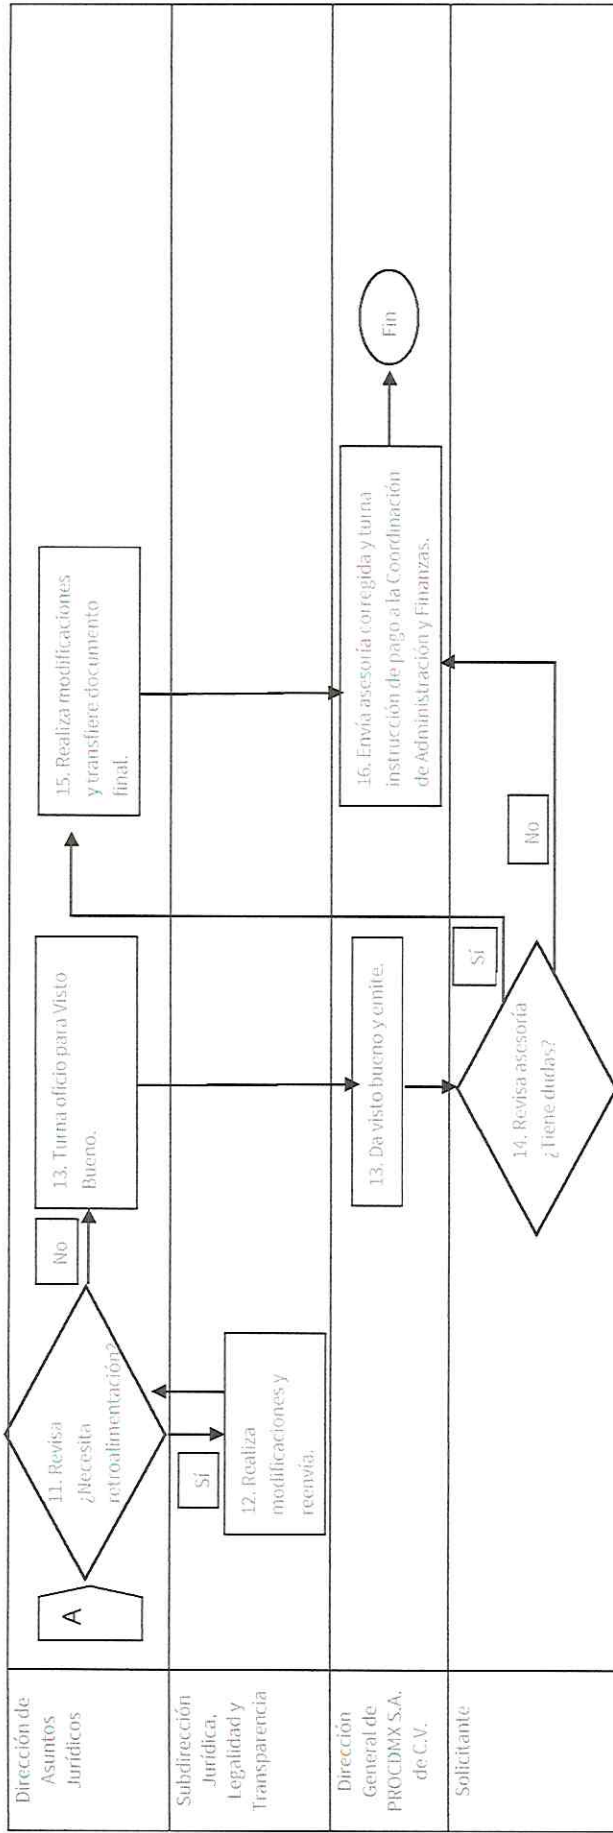 Dirección de
Asuntos
Jurídicos
A
11. Revisa
¿Necesita
retroalimentación?
No
13. Turna oficio para Visto
Bueno.
15. Realiza modificaciones
y transfiere documento
final.
Subdirección
Jurídica,
Legalidad y
Transparencia
Sí
12. Realiza
modificaciones y
reenvía.
Dirección
General de
PROCDMX S.A.
de C.V.
13. Da visto bueno y emite.
16. Envía asesoría corregida y turna
instrucción de pago a la Coordinación
de Administración y Finanzas.
Fin
Solicitante
14. Revisa asesoría
¿Tiene dudas?
Sí
No